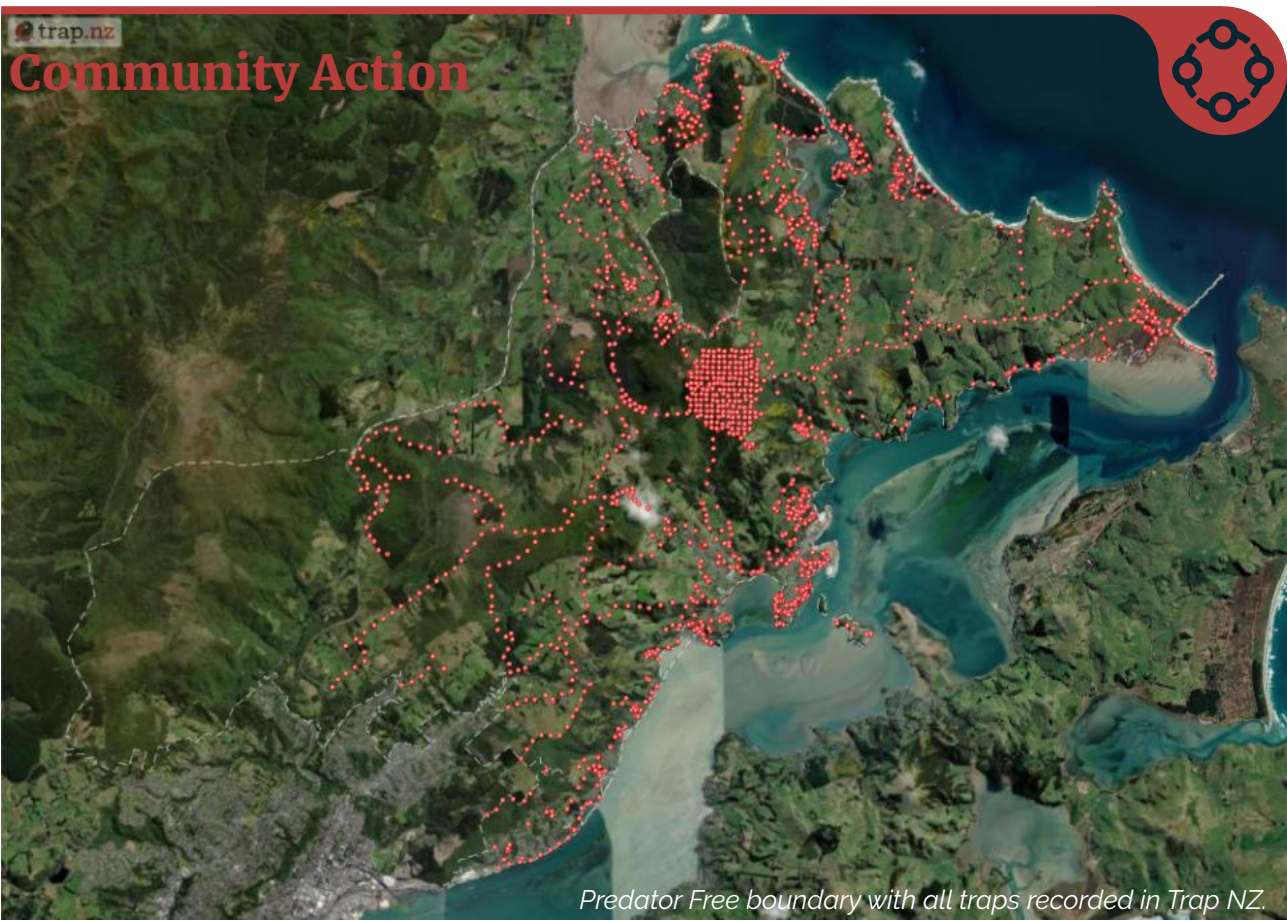 trap.nz
Community Action
Predator Free boundary with all traps recorded in Trap NZ.